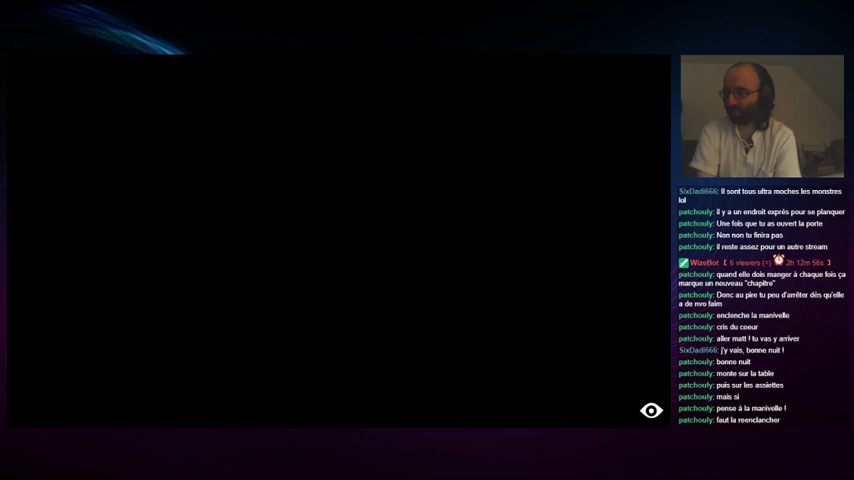 SixDadi666: Il sont tous ultra moches les monstres
lol
patchouly: il y a un endroit exprés pour se planquer
patchouly: Une fois que tu as ouvert la porte
patchouly: Non non tu finira pas
patchouly: il reste assez pour un autre stream
WizeBot 【 6 viewers (=) ⏰ 2h 12m 56s 】
patchouly: quand elle dois manger à chaque fois ça
marque un nouveau "chapitre"
patchouly: Donc au pire tu peu d'arrêter dès qu'elle
a de nvo faim
patchouly: enclenche la manivelle
patchouly: cris du coeur
patchouly: aller matt ! tu vas y arriver
SixDadi666: j'y vais, bonne nuit !
patchouly: bonne nuit
patchouly: monte sur la table
patchouly: puis sur les assiettes
patchouly: mais si
patchouly: pense à la manivelle !
patchouly: faut la reenclancher